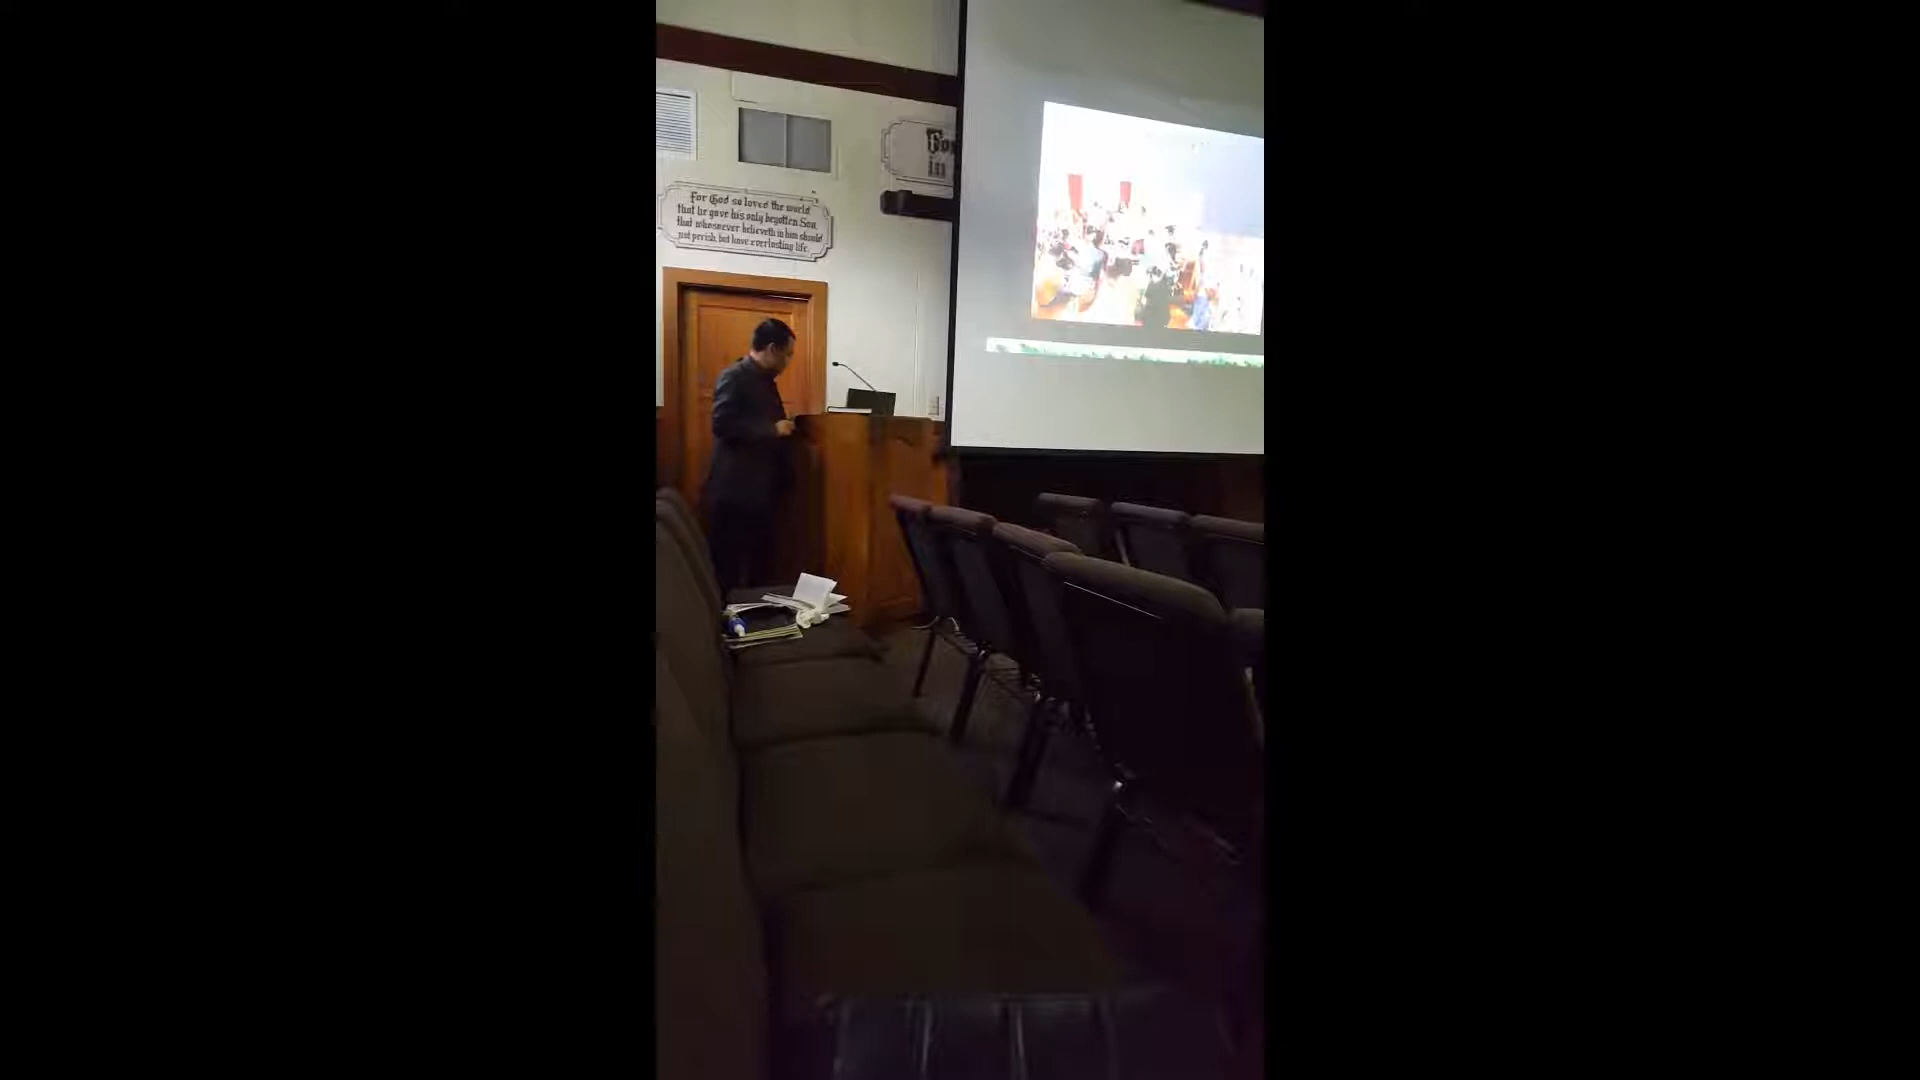 For God so loved the world
that he gave his only begotten Son,
that whosoever believeth in him should
not perish, but have everlasting life.
in